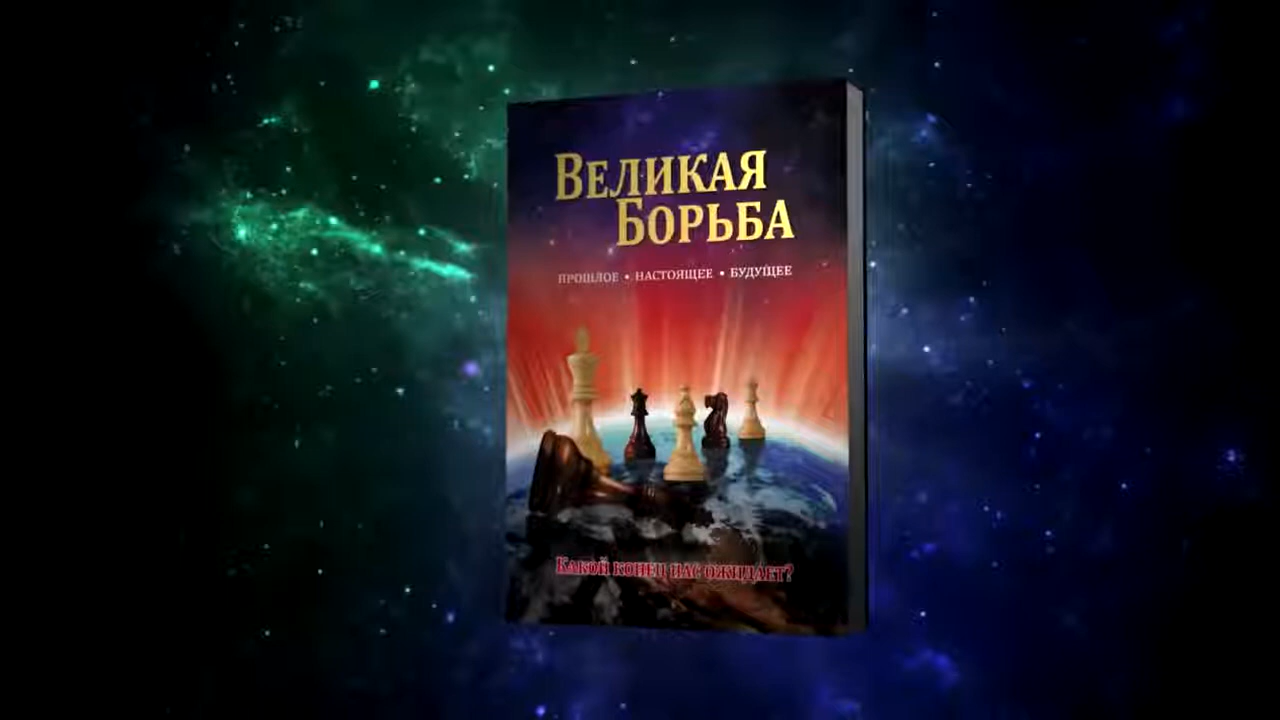 ВЕЛИКАЯ
БОРЬБА
ПРОШЛОЕ • НАСТОЯЩЕЕ • БУДУЩЕЕ
КАКОЙ КОНЕЦ НАС ОЖИДАЕТ?